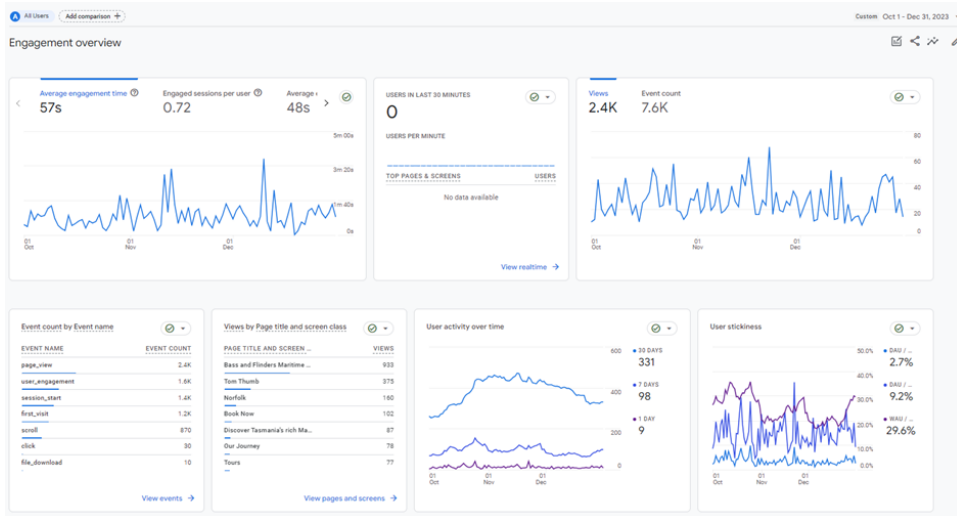 A All Users Add comparison + Custom Oct 1 - Dec 31, 2023
Engagement overview
Average engagement time Engaged sessions per user Average
57s 0.72 48s
5m 00s
3m 20s
1m 40s
0s
01 01 01
Oct Nov Dec
USERS IN LAST 30 MINUTES
0
USERS PER MINUTE
TOP PAGES & SCREENS USERS
No data available
View realtime
Views Event count
2.4K 7.6K
80
60
40
20
0
01 01 01
Oct Nov Dec
Event count by Event name
EVENT NAME EVENT COUNT
page_view 2.4K
user_engagement 1.6K
session_start 1.4K
first_visit 1.2K
scroll 870
click 30
file_download 10
View events
Views by Page title and screen class
PAGE TITLE AND SCREEN ... VIEWS
Bass and Flinders Maritime ... 933
Tom Thumb 375
Norfolk 160
Book Now 102
Discover Tasmania's rich Ma... 87
Our Journey 78
Tours 77
View pages and screens
User activity over time
600
400
200
0
01 01 01
Oct Nov Dec
30 DAYS
331
7 DAYS
98
1 DAY
9
User stickiness
50.0%
40.0%
30.0%
20.0%
10.0%
0.0%
01 01 01
Oct Nov Dec
DAU / ...
2.7%
DAU / ...
9.2%
WAU / ...
29.6%